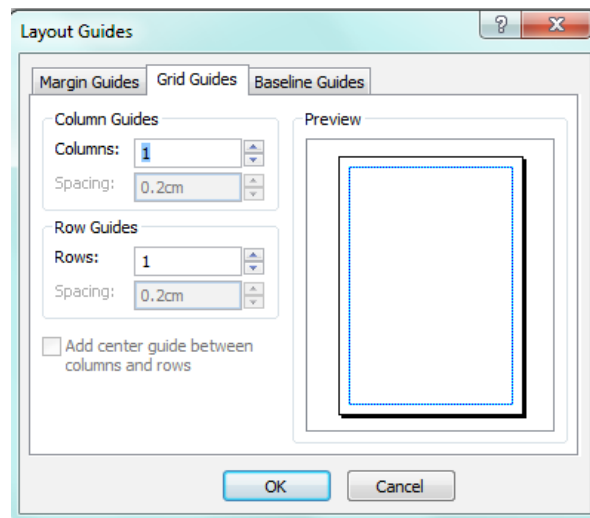 Layout Guides
?
Margin Guides Grid Guides Baseline Guides
Column Guides
Columns: 1
Spacing: 0.2cm
Row Guides
Rows: 1
Spacing: 0.2cm
Add center guide between
columns and rows
Preview
OK Cancel